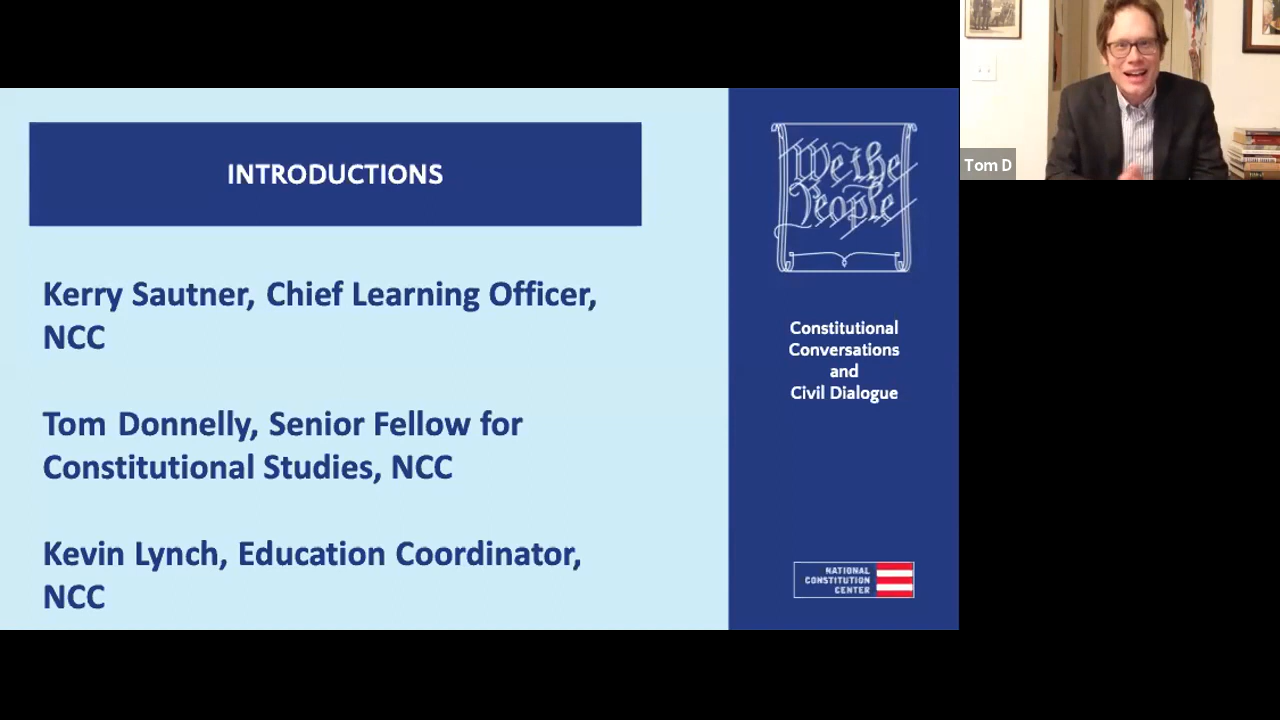 INTRODUCTIONS
Kerry Sautner, Chief Learning Officer,
NCC
Tom Donnelly, Senior Fellow for
Constitutional Studies, NCC
Kevin Lynch, Education Coordinator,
NCC
We the
People
Constitutional
Conversations
and
Civil Dialogue
NATIONAL
CONSTITUTION
CENTER
Tom D